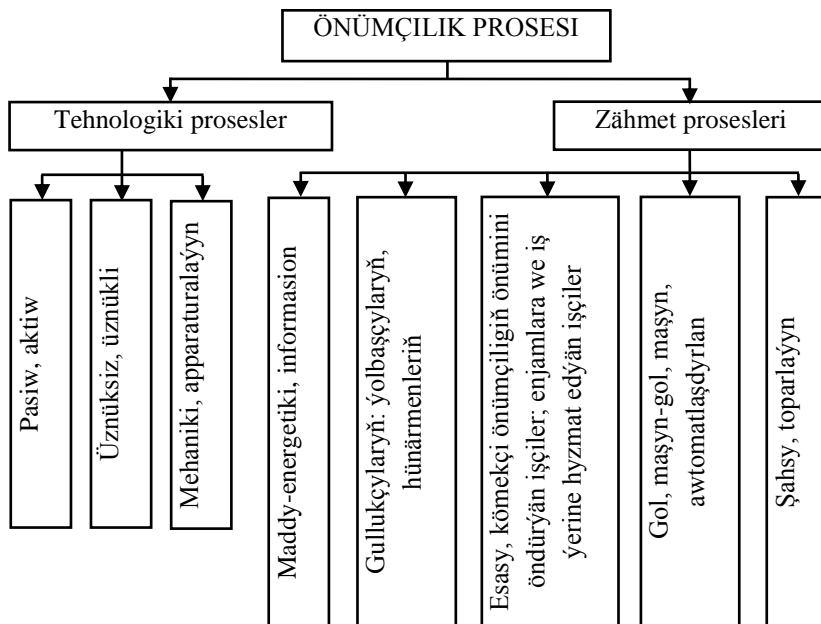 ÖNÜMÇILIK PROSESI
Tehnologiki prosesler
Zähmet prosesleri
Pasiw, aktiw
Üznüksiz, üznükli
Mehaniki, apparaturalaýyn
Maddy-energetiki, informasion
Gullukçylaryň: ýolbaşçylaryň,
hünärmenleriň
Esasy, kömekçi önümçiligiň önümini
öndürýän işçiler; enjamlara we iş
ýerine hyzmat edýän işçiler
Gol, maşyn-gol, maşyn,
awtomatlaşdyrlan
Şahsy, toparlaýyn